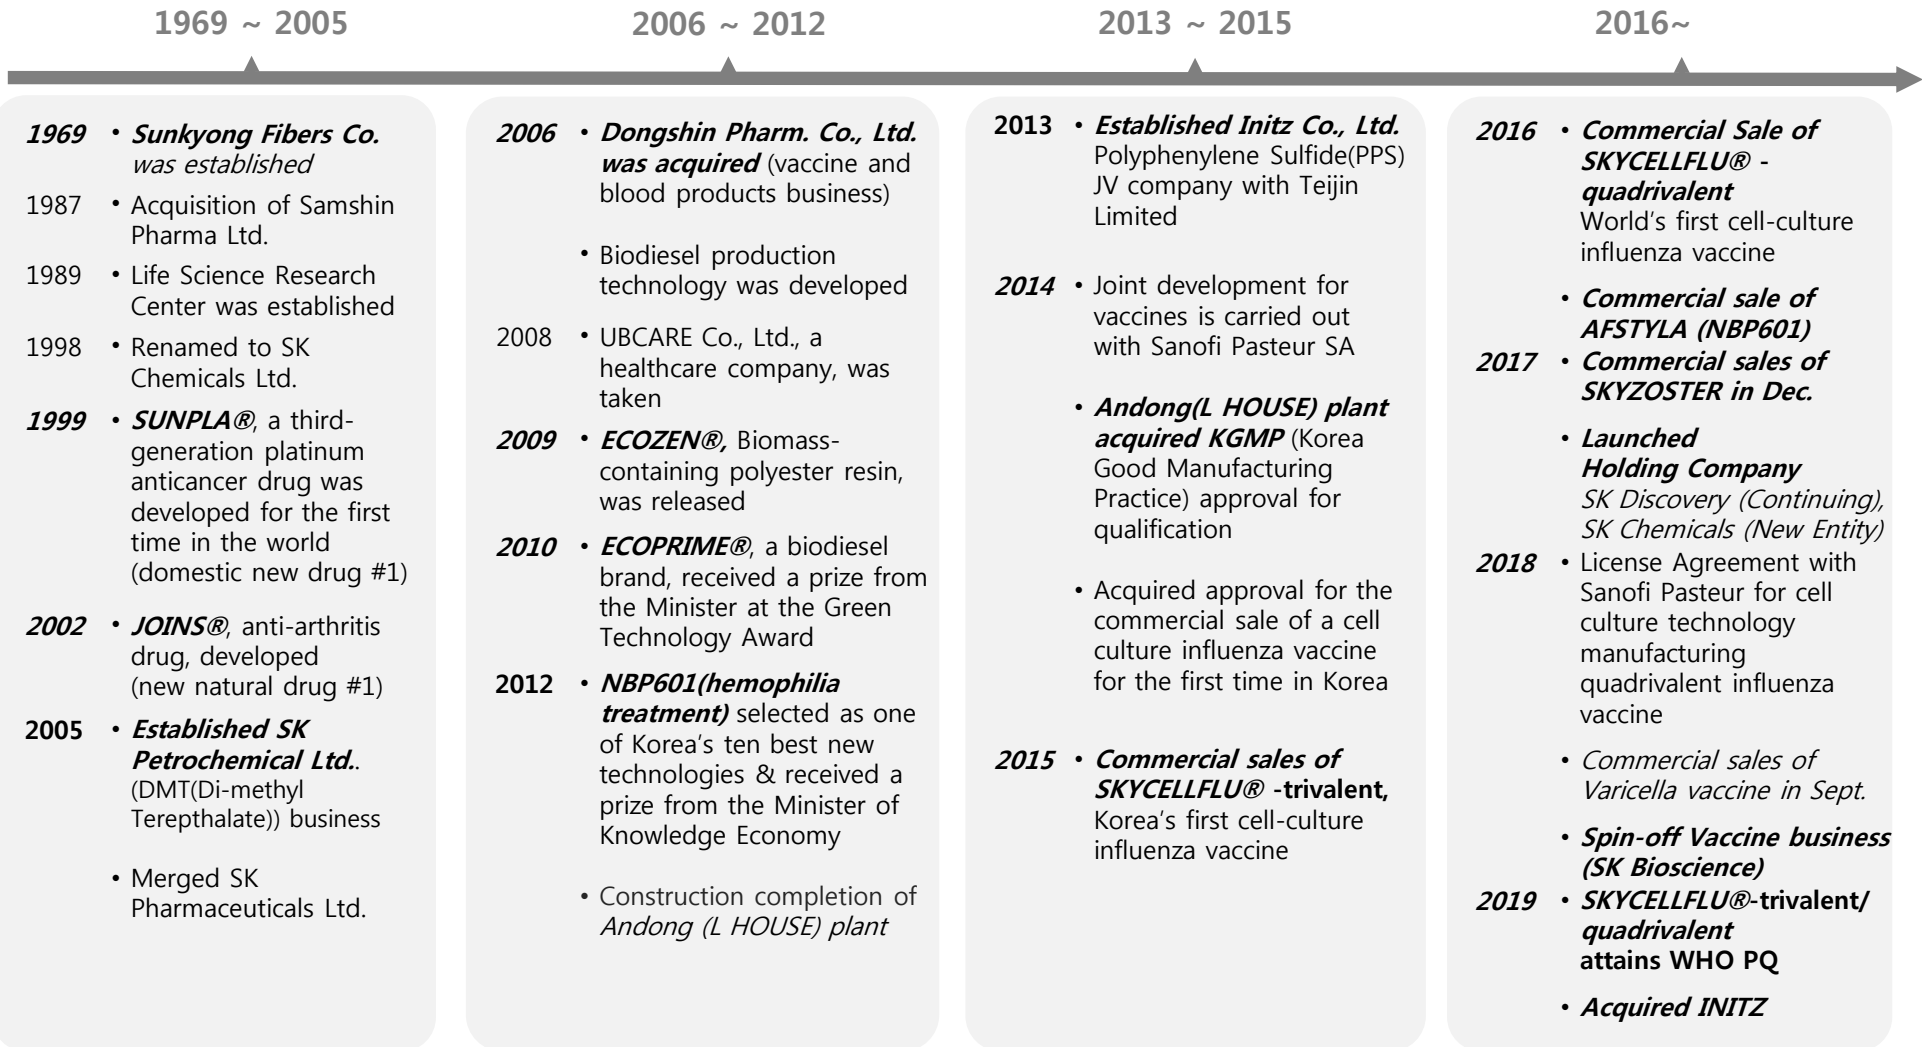 1969 ~ 2005
2006 ~ 2012
2013 ~ 2015
2016~
1969 • Sunkyong Fibers Co.
was established
1987 • Acquisition of Samshin
Pharma Ltd.
1989 • Life Science Research
Center was established
1998 • Renamed to SK
Chemicals Ltd.
1999 • SUNPLA®, a third-
generation platinum
anticancer drug was
developed for the first
time in the world
(domestic new drug #1)
2002 • JOINS®, anti-arthritis
drug, developed
(new natural drug #1)
2005 • Established SK
Petrochemical Ltd..
(DMT(Di-methyl
Terepthalate)) business
• Merged SK
Pharmaceuticals Ltd.
2006 • Dongshin Pharm. Co., Ltd.
was acquired (vaccine and
blood products business)
• Biodiesel production
technology was developed
2008 • UBCARE Co., Ltd., a
healthcare company, was
taken
2009 • ECOZEN®, Biomass-
containing polyester resin,
was released
2010 • ECOPRIME®, a biodiesel
brand, received a prize from
the Minister at the Green
Technology Award
2012 • NBP601(hemophilia
treatment) selected as one
of Korea's ten best new
technologies & received a
prize from the Minister of
Knowledge Economy
• Construction completion of
Andong (L HOUSE) plant
2013 • Established Initz Co., Ltd.
Polyphenylene Sulfide(PPS)
JV company with Teijin
Limited
2014 • Joint development for
vaccines is carried out
with Sanofi Pasteur SA
• Andong(L HOUSE) plant
acquired KGMP (Korea
Good Manufacturing
Practice) approval for
qualification
• Acquired approval for the
commercial sale of a cell
culture influenza vaccine
for the first time in Korea
2015 • Commercial sales of
SKYCELLFLU® -trivalent,
Korea's first cell-culture
influenza vaccine
2016 • Commercial Sale of
SKYCELLFLU® -
quadrivalent
World's first cell-culture
influenza vaccine
• Commercial sale of
AFSTYLA (NBP601)
2017 • Commercial sales of
SKYZOSTER in Dec.
• Launched
Holding Company
SK Discovery (Continuing),
SK Chemicals (New Entity)
2018 • License Agreement with
Sanofi Pasteur for cell
culture technology
manufacturing
quadrivalent influenza
vaccine
• Commercial sales of
Varicella vaccine in Sept.
• Spin-off Vaccine business
(SK Bioscience)
2019 • SKYCELLFLU®-trivalent/
quadrivalent
attains WHO PQ
• Acquired INITZ